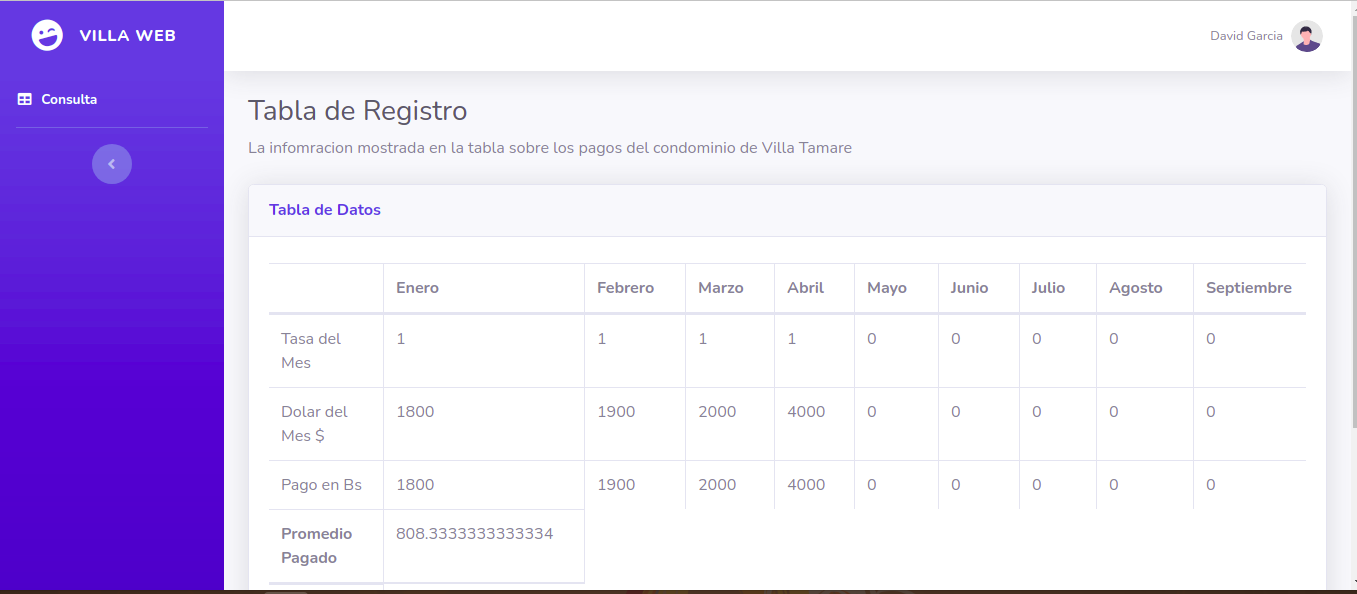 VILLA WEB
David Garcia
Consulta
Tabla de Registro
La infomracion mostrada en la tabla sobre los pagos del condominio de Villa Tamare
Tabla de Datos
Enero Febrero Marzo Abril Mayo Junio Julio Agosto Septiembre
Tasa del Mes 1 1 1 1 0 0 0 0 0
Dolar del Mes $ 1800 1900 2000 4000 0 0 0 0 0
Pago en Bs 1800 1900 2000 4000 0 0 0 0 0
Promedio Pagado 808.3333333333334